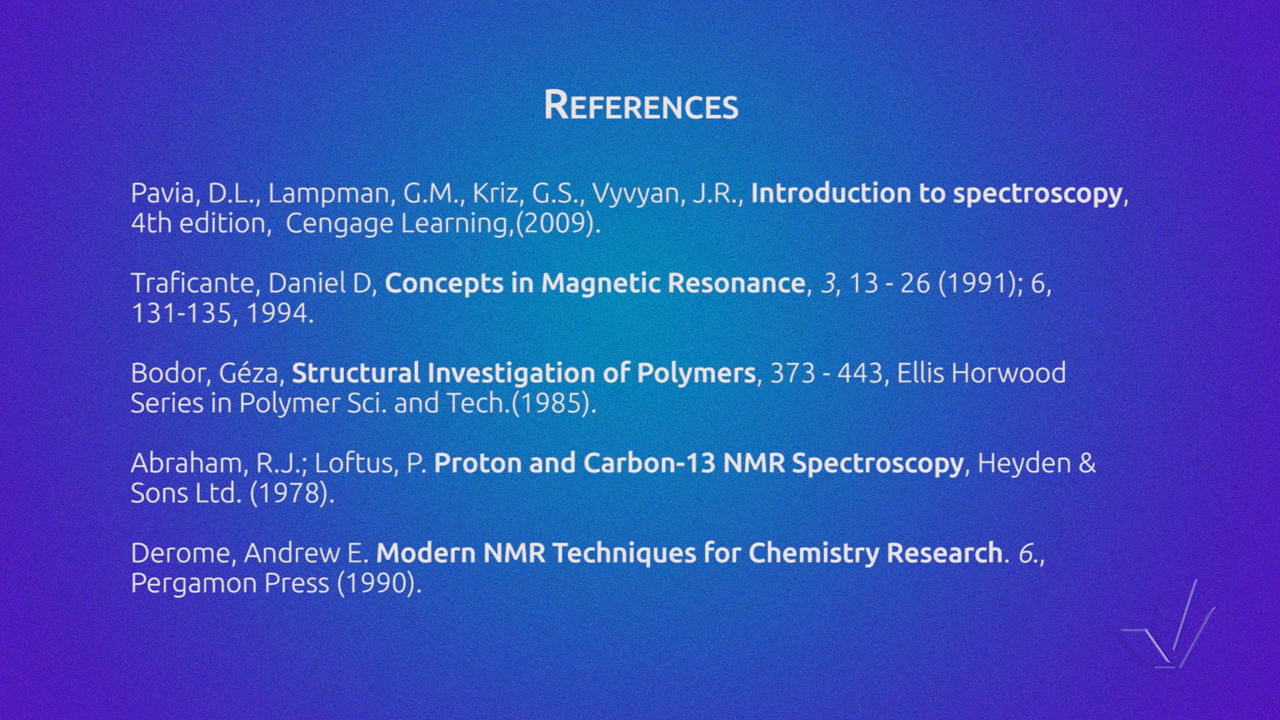 REFERENCES
Pavia, D.L., Lampman, G.M., Kriz, G.S., Vyvyan, J.R., Introduction to spectroscopy,
4th edition,  Cengage Learning,(2009).
Traficante, Daniel D, Concepts in Magnetic Resonance, 3, 13 - 26 (1991); 6,
131-135, 1994.
Bodor, Géza, Structural Investigation of Polymers, 373 - 443, Ellis Horwood
Series in Polymer Sci. and Tech.(1985).
Abraham, R.J.; Loftus, P. Proton and Carbon-13 NMR Spectroscopy, Heyden &
Sons Ltd. (1978).
Derome, Andrew E. Modern NMR Techniques for Chemistry Research. 6.,
Pergamon Press (1990).